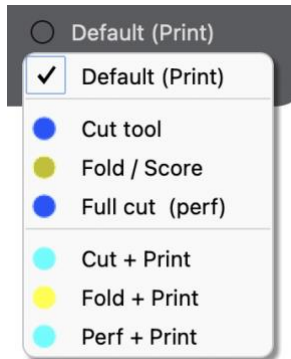 Default (Print)
Default (Print)
Cut tool
Fold / Score
Full cut (perf)
Cut + Print
Fold + Print
Perf + Print